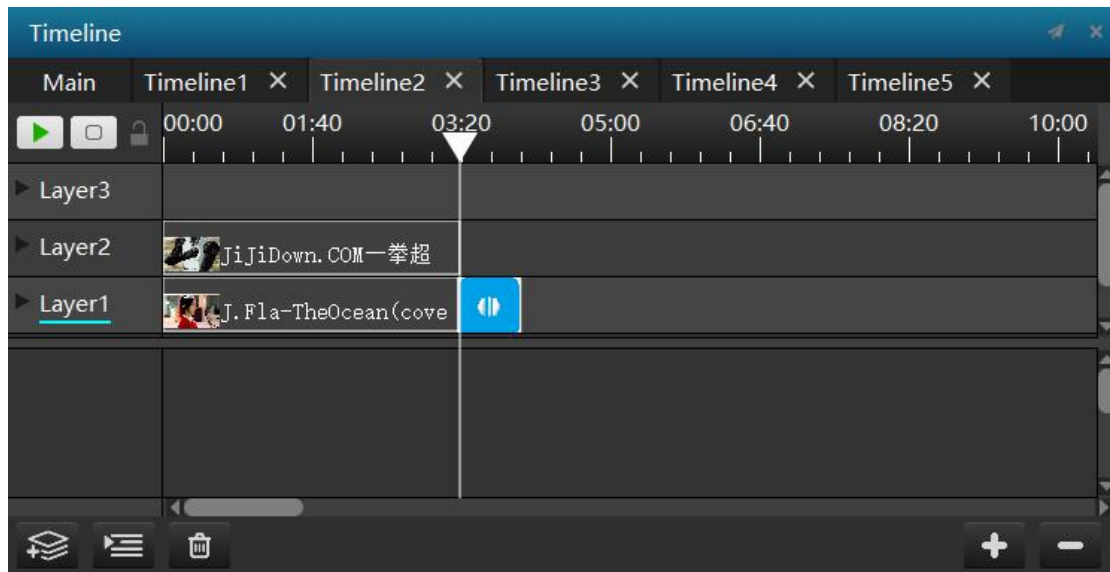 Timeline
Main Timeline1 Timeline2 Timeline3 Timeline4 Timeline5
00:00 01:40 03:20 05:00 06:40 08:20 10:00
Layer3
Layer2 JiJiDown.COM一拳超
Layer1 J.Fla-TheOcean(cove